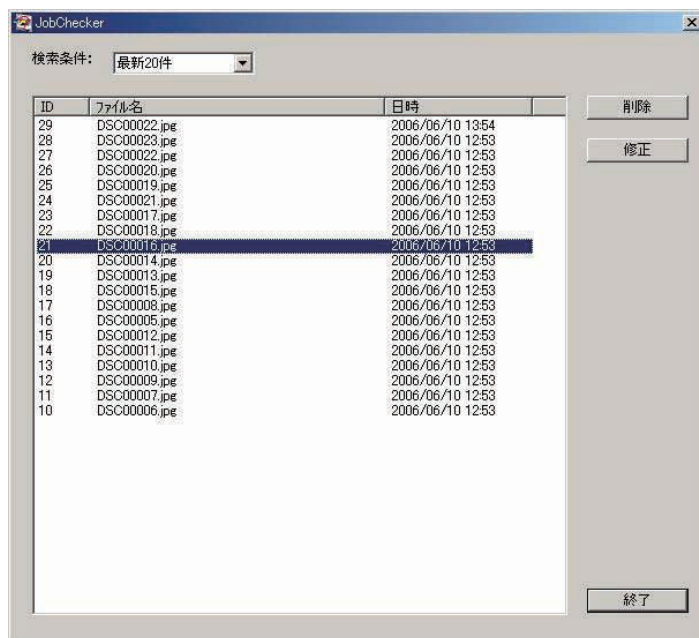 JobChecker
検索条件: 最新20件
ID ファイル名 日時
29 DSC00022.jpg 2006/06/10 13:54
28 DSC00023.jpg 2006/06/10 12:53
27 DSC00022.jpg 2006/06/10 12:53
26 DSC00020.jpg 2006/06/10 12:53
25 DSC00019.jpg 2006/06/10 12:53
24 DSC00021.jpg 2006/06/10 12:53
23 DSC00017.jpg 2006/06/10 12:53
22 DSC00018.jpg 2006/06/10 12:53
21 DSC00016.jpg 2006/06/10 12:53
20 DSC00014.jpg 2006/06/10 12:53
19 DSC00013.jpg 2006/06/10 12:53
18 DSC00015.jpg 2006/06/10 12:53
17 DSC00008.jpg 2006/06/10 12:53
16 DSC00005.jpg 2006/06/10 12:53
15 DSC00012.jpg 2006/06/10 12:53
14 DSC00011.jpg 2006/06/10 12:53
13 DSC00010.jpg 2006/06/10 12:53
12 DSC00009.jpg 2006/06/10 12:53
11 DSC00007.jpg 2006/06/10 12:53
10 DSC00006.jpg 2006/06/10 12:53
削除
修正
終了